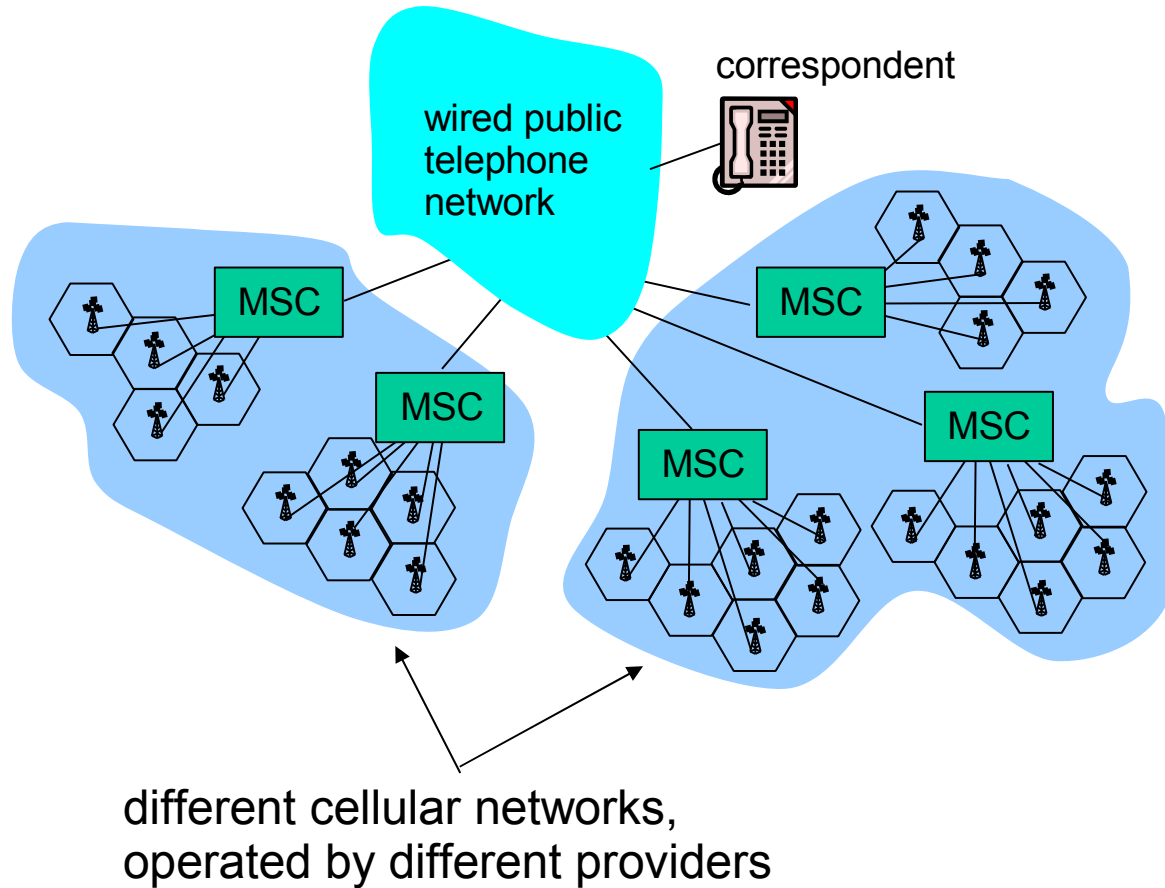 correspondent
wired public
telephone
network
MSC
MSC
MSC
MSC
MSC
different cellular networks,
operated by different providers